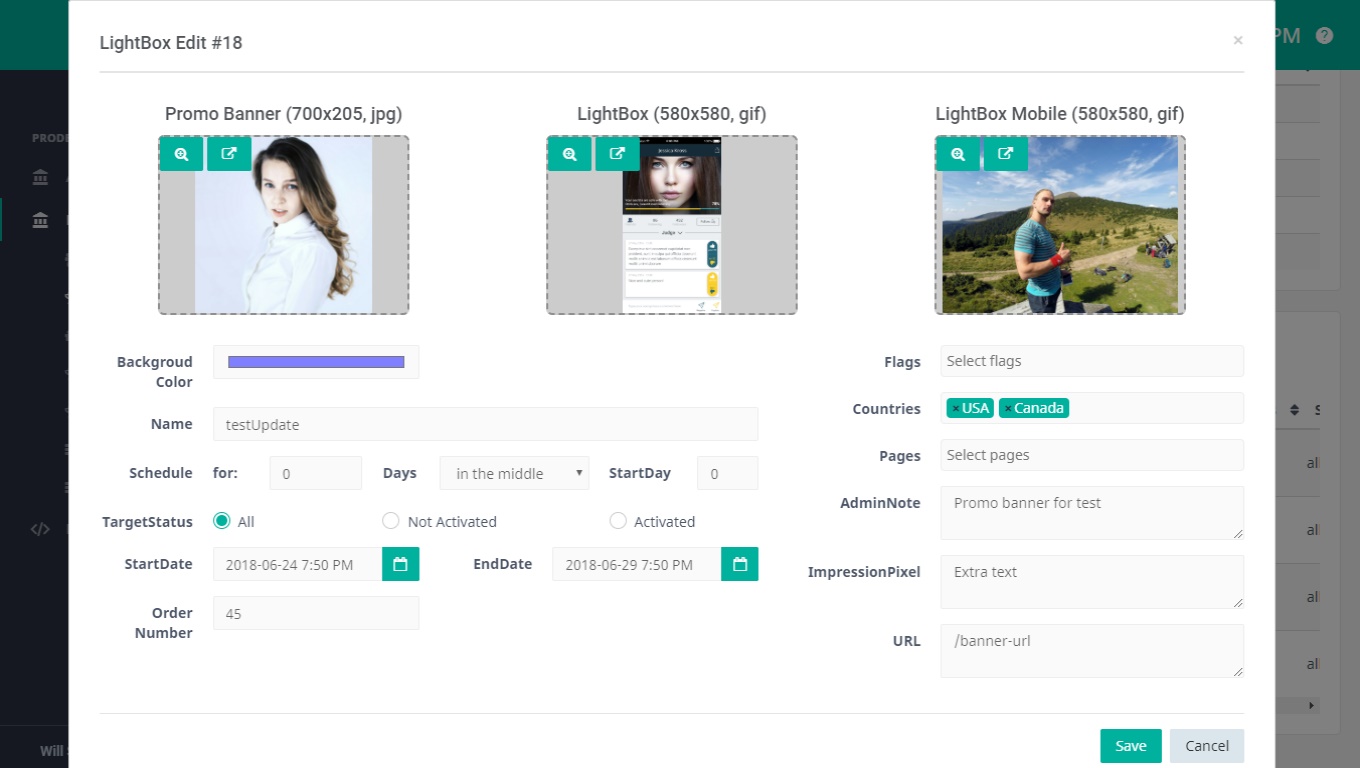 LightBox Edit #18
×
PM
Promo Banner (700x205, jpg)
LightBox (580x580, gif)
LightBox Mobile (580x580, gif)
Jessica Kross
Judge
Backgroud
Color
Flags
Select flags
Countries
×USA ×Canada
Name
testUpdate
Pages
Select pages
Schedule for: 0 Days in the middle StartDay 0
AdminNote
Promo banner for test
TargetStatus All Not Activated Activated
StartDate 2018-06-24 7:50 PM EndDate 2018-06-29 7:50 PM
ImpressionPixel
Extra text
Order
Number
45
URL
/banner-url
Will
Save Cancel